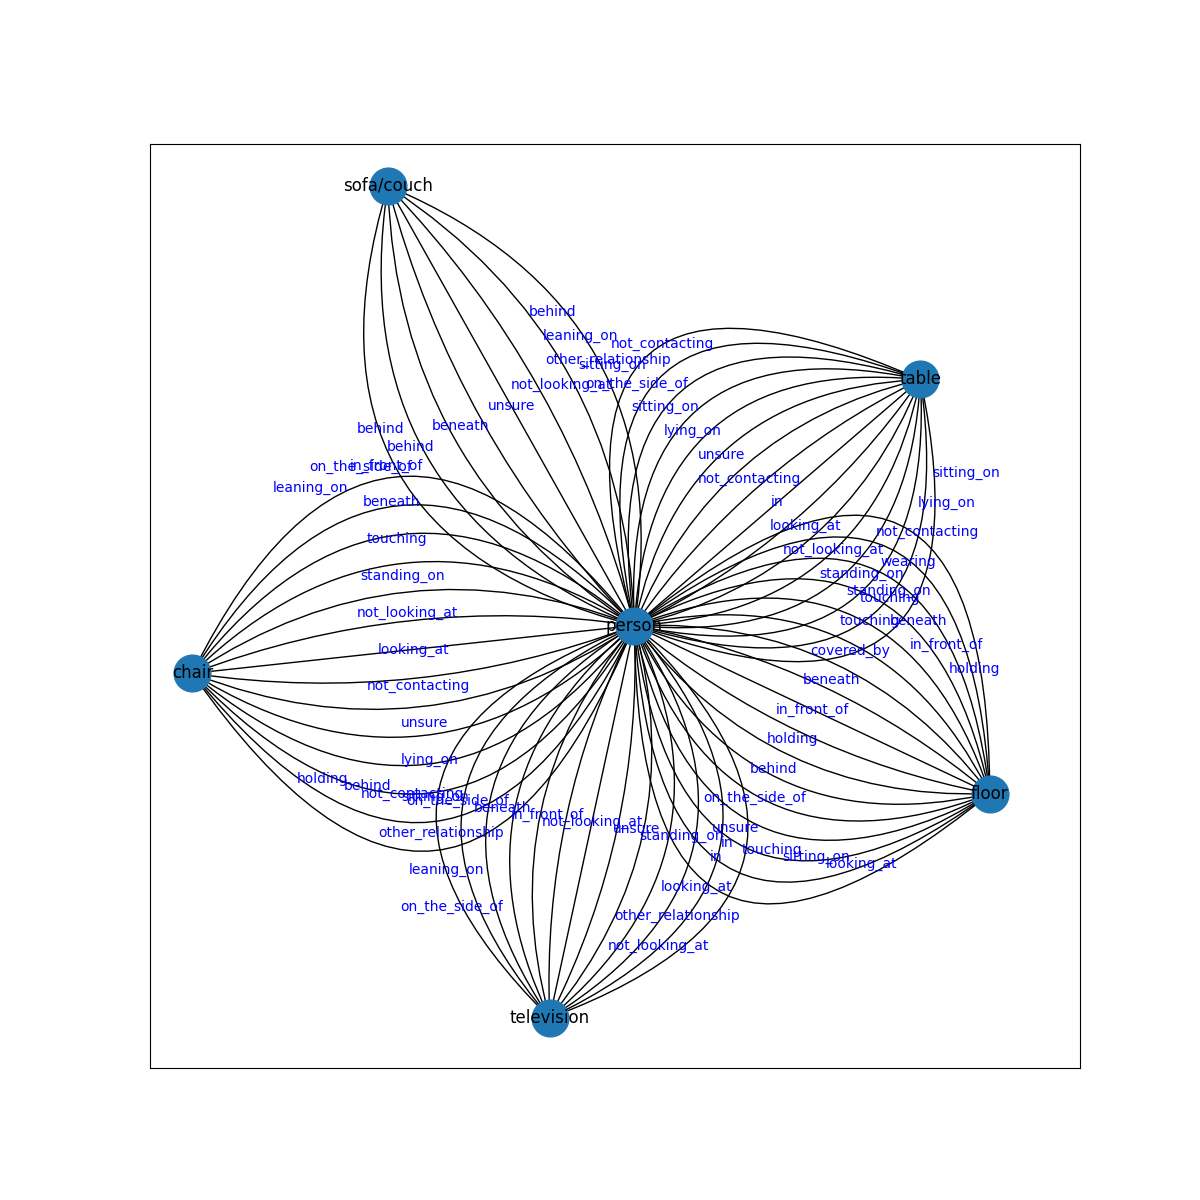 sofa/couch
behind
leaning_on
not_contacting
other_relationship
sitting_on
table
not_looking_at
on_the_side_of
unsure
sitting_on
beneath
behind
lying_on
behind
unsure
on_the_side_of
in_front_of
sitting_on
not_contacting
leaning_on
beneath
in
lying_on
looking_at
not_contacting
touching
not_looking_at
wearing
standing_on
standing_on
standing_on
touching
not_looking_at
touching
beneath
person
in_front_of
looking_at
covered_by
holding
chair
beneath
not_contacting
in_front_of
unsure
holding
lying_on
behind
holding
behind
not_contacting
floor
on_the_side_of
on_the_side_of
beneath
in_front_of
not_looking_at
unsure
unsure
other_relationship
standing_on
in
touching
in
sitting_on
looking_at
leaning_on
looking_at
on_the_side_of
other_relationship
not_looking_at
television